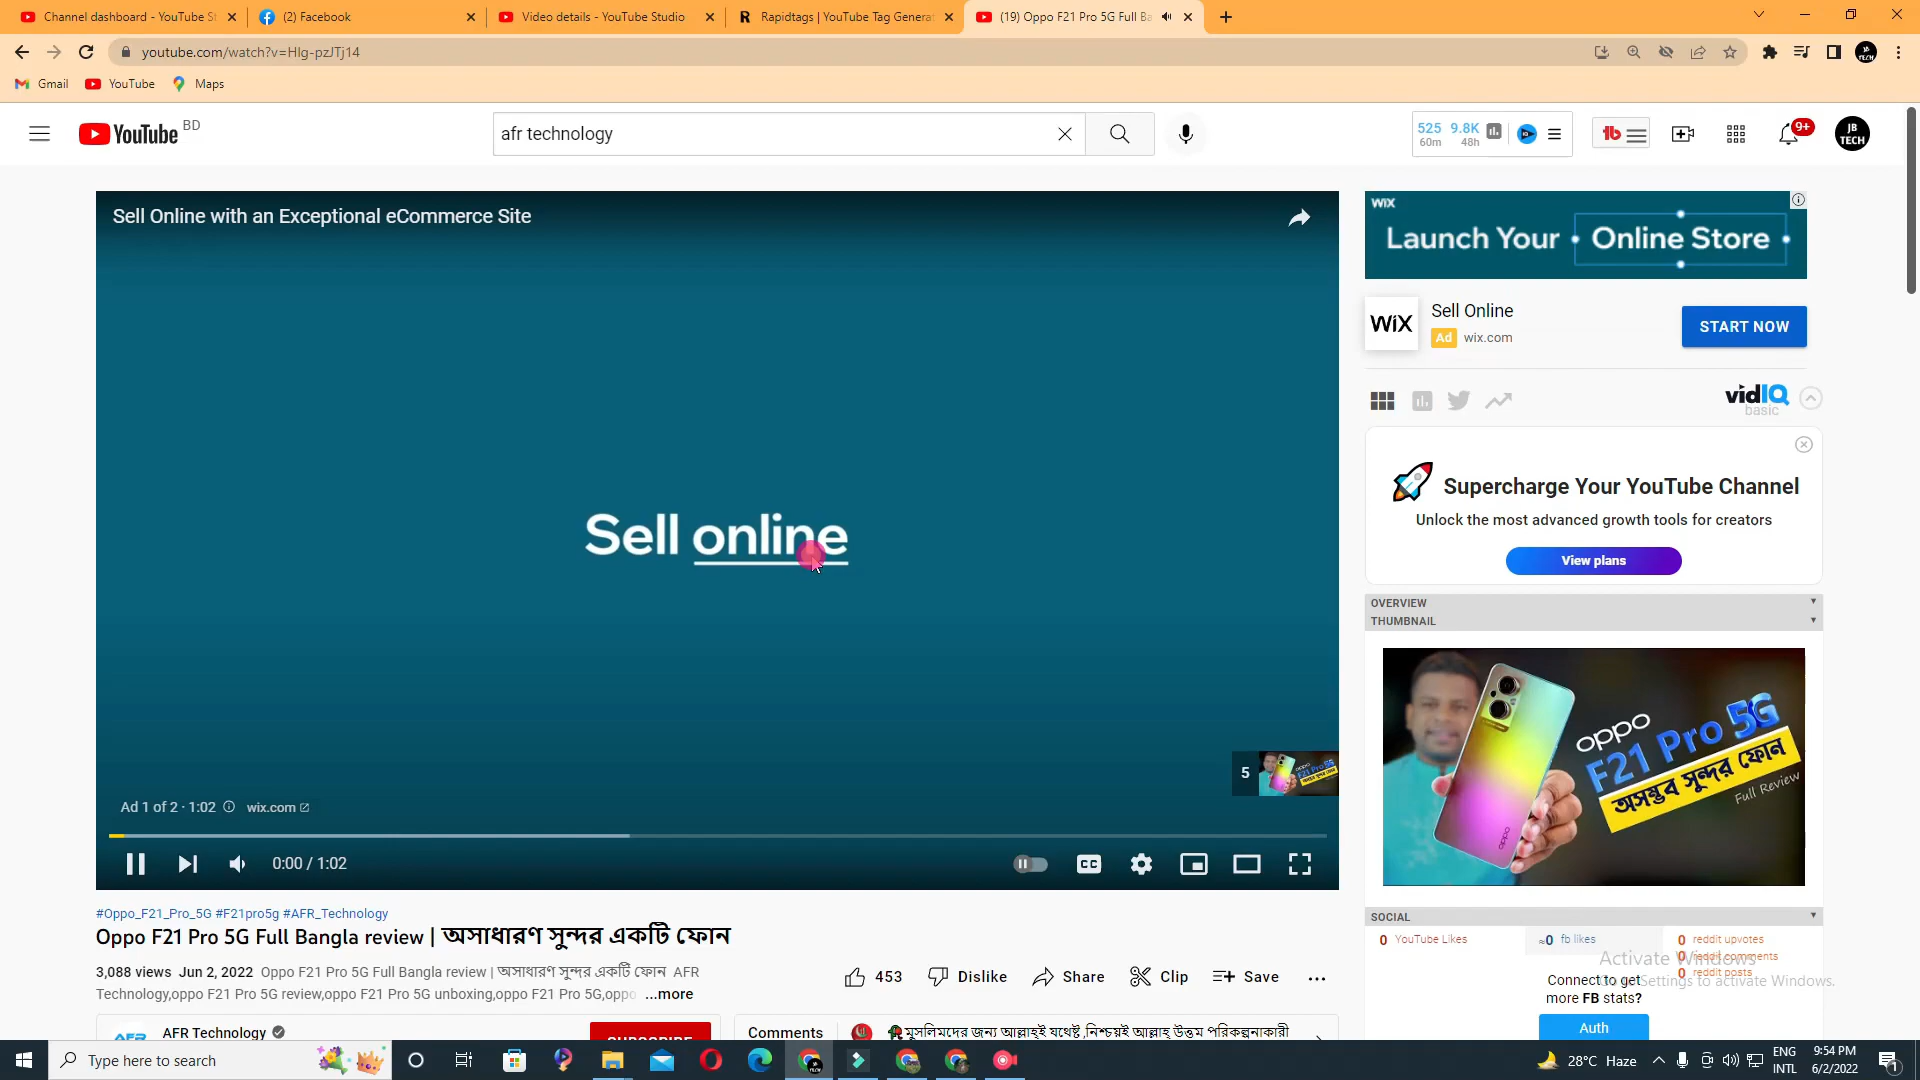 Channel dashboard - YouTube St
(2) Facebook
Video details - YouTube Studio
Rapidtags | YouTube Tag Generat
(19) Oppo F21 Pro 5G Full Ba
youtube.com/watch?v=HIg-pzJTj14
Gmail
YouTube
Maps
YouTube BD
afr technology
525 9.8K
60m 48h
9+
JB
TECH
Sell Online with an Exceptional eCommerce Site
Sell online
5
Ad 1 of 2 · 1:02
wix.com
0:00 / 1:02
CC
WIX
Launch Your Online Store
WIX
Sell Online
Ad wix.com
START NOW
vidIQ
basic
Supercharge Your YouTube Channel
Unlock the most advanced growth tools for creators
View plans
OVERVIEW
THUMBNAIL
oppo
F21 Pro 5G
অসম্ভব সুন্দর ফোন
Full Review
oppo
SOCIAL
0 YouTube Likes
≈0 fb likes
0 reddit upvotes
0 reddit comments
0 reddit posts
Connect to get
more FB stats?
Auth
Activate Windows
Go to Settings to activate Windows.
#Oppo_F21_Pro_5G #F21pro5g #AFR_Technology
Oppo F21 Pro 5G Full Bangla review | অসাধারণ সুন্দর একটি ফোন
3,088 views Jun 2, 2022 Oppo F21 Pro 5G Full Bangla review | অসাধারণ সুন্দর একটি ফোন AFR
Technology,oppo F21 Pro 5G review,oppo F21 Pro 5G unboxing,oppo F21 Pro 5G,oppo ...more
453
Dislike
Share
Clip
Save
AFR Technology
SUBSCRIBE
Comments
মুসলিমদের জন্য আল্লাহই যথেষ্ট ,নিশ্চয়ই আল্লাহ উত্তম পরিকল্পনাকারী
Type here to search
28°C Haze
ENG
INTL
9:54 PM
6/2/2022
1